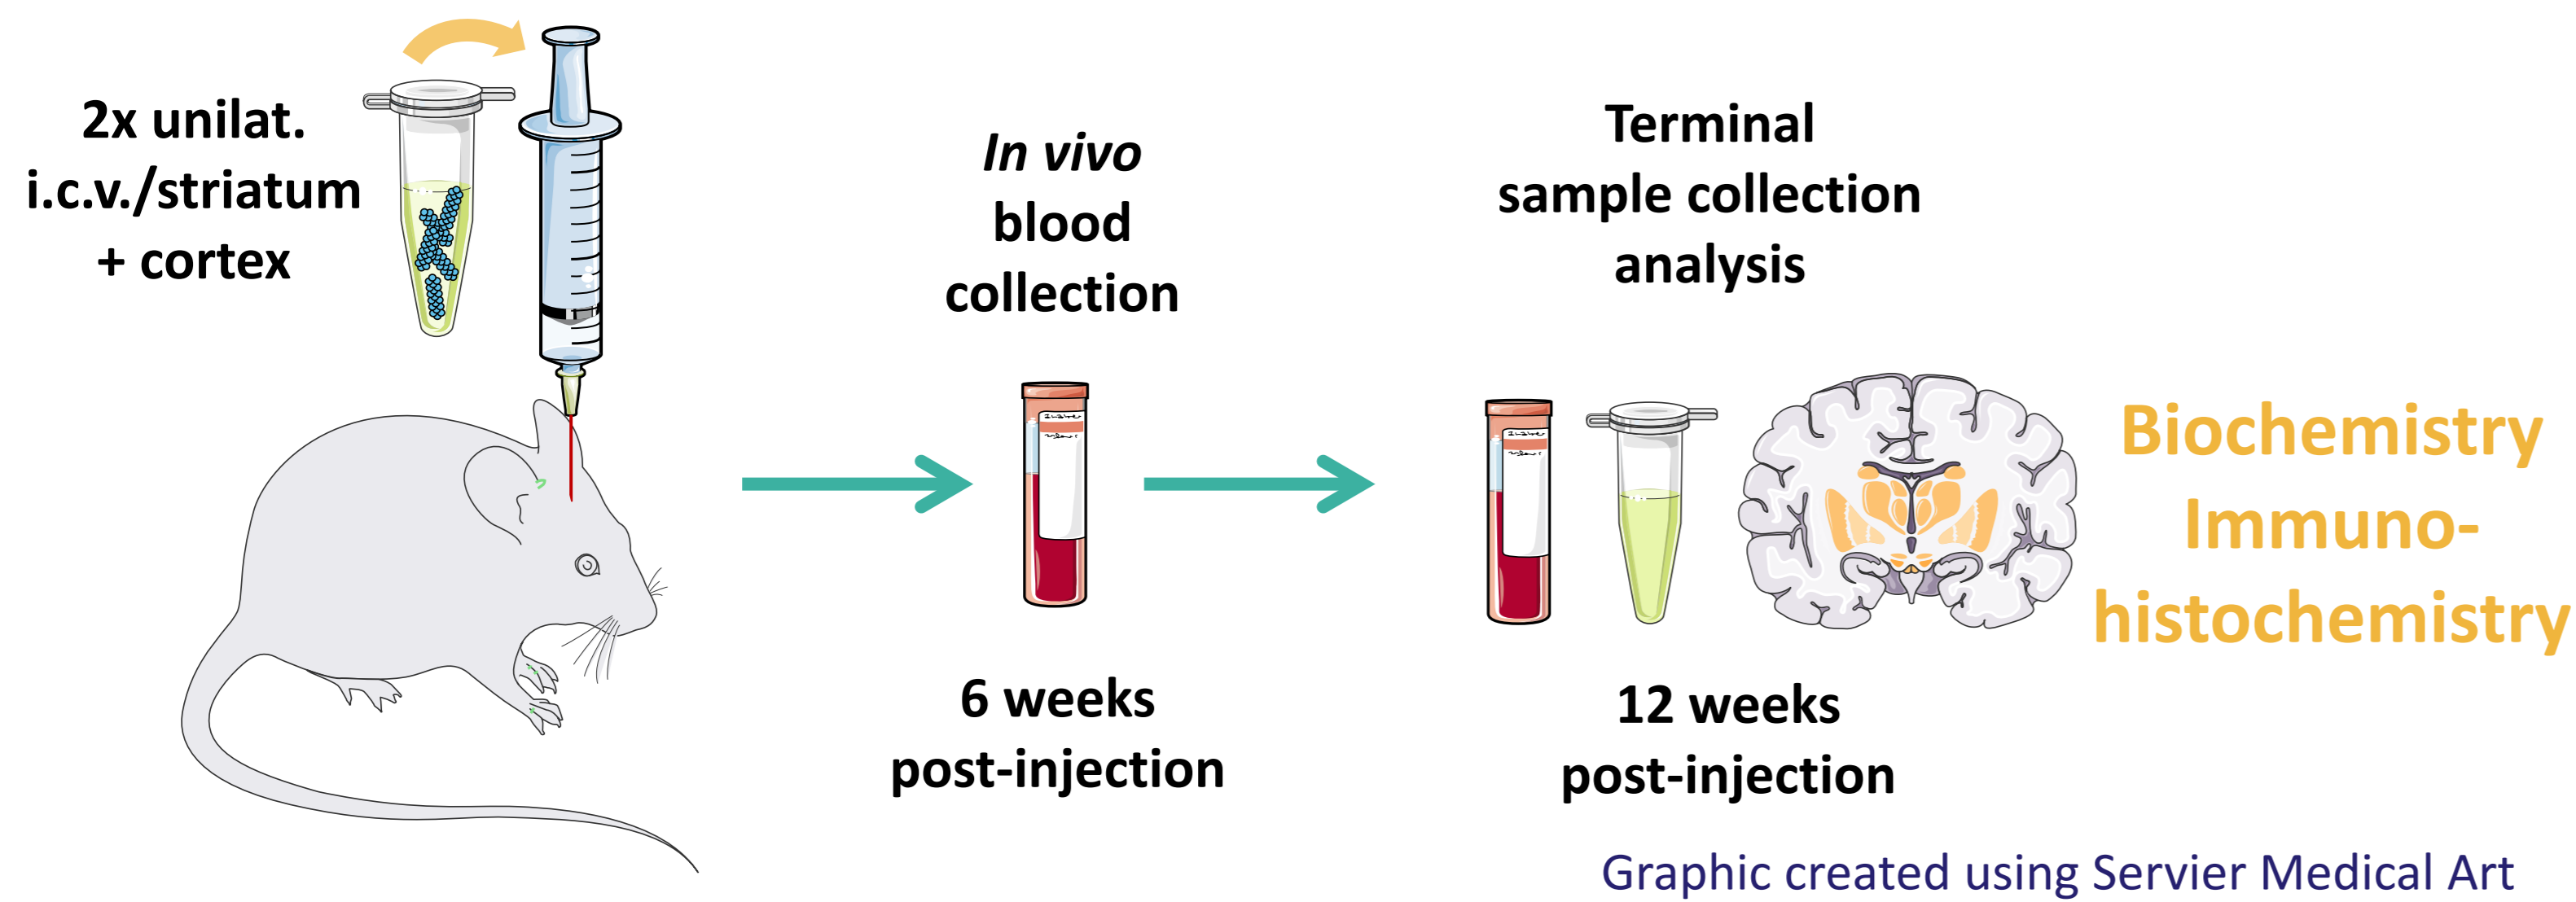 2x unilat.
i.c.v./striatum
+ cortex
In vivo
blood
collection
6 weeks
post-injection
Terminal
sample collection
analysis
12 weeks
post-injection
Biochemistry
Immuno-
histochemistry
Graphic created using Servier Medical Art